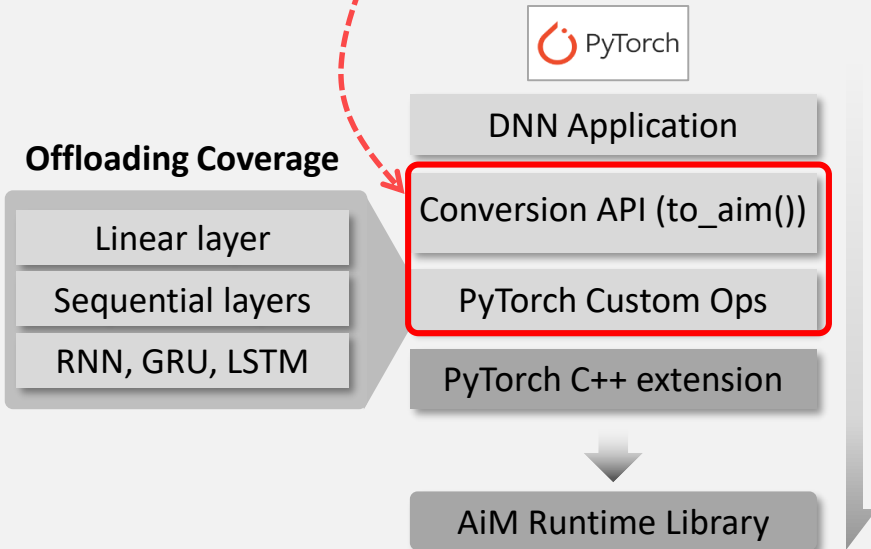 PyTorch
DNN Application
Offloading Coverage
Conversion API (to_aim())
Linear layer
Sequential layers
PyTorch Custom Ops
RNN, GRU, LSTM
PyTorch C++ extension
AiM Runtime Library